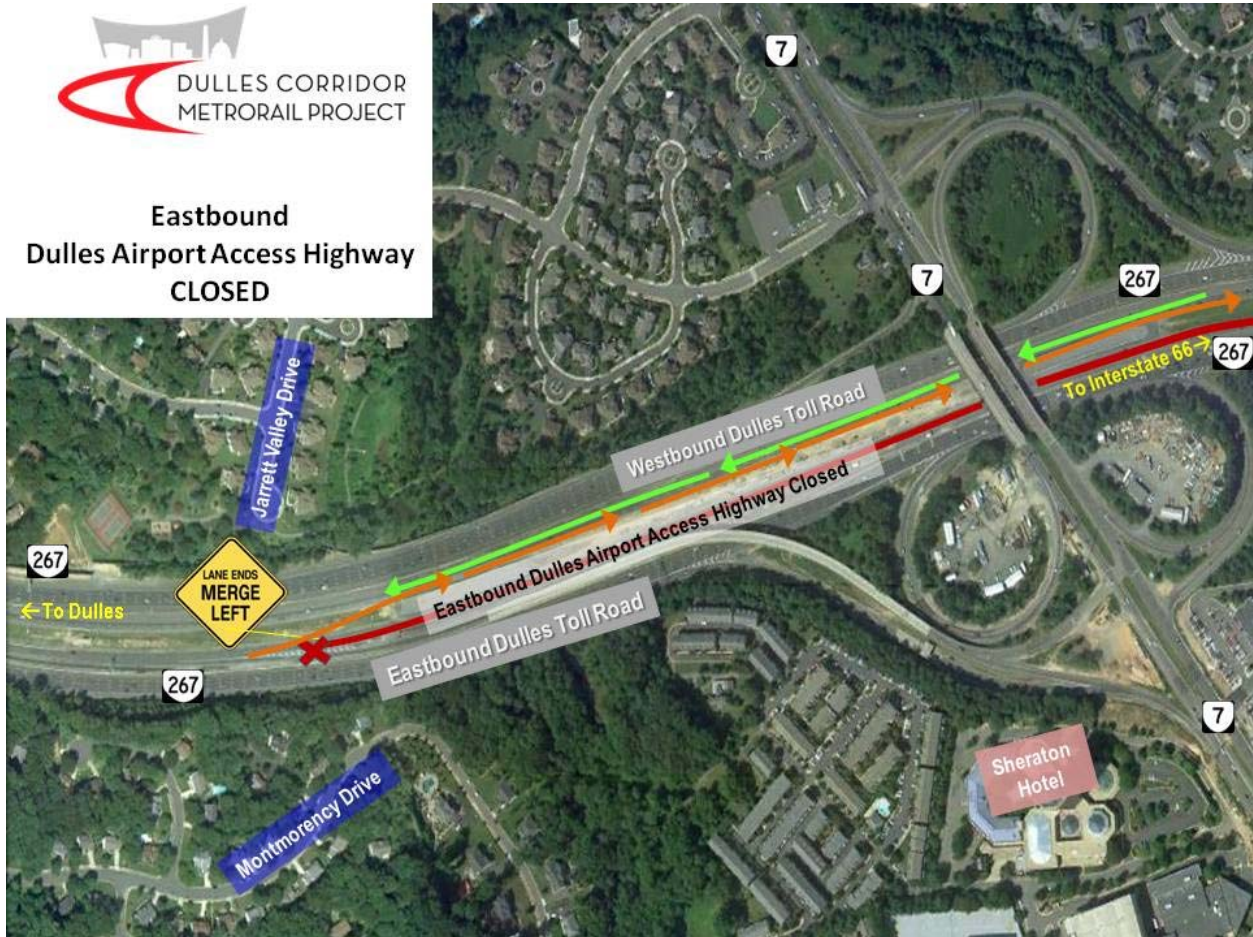 DULLES CORRIDOR
METRORAIL PROJECT
Eastbound
Dulles Airport Access Highway
CLOSED
7
7
267
To Interstate 66→
267
Jarrett Valley Drive
Westbound Dulles Toll Road
Eastbound Dulles Airport Access Highway Closed
267
←To Dulles
LANE ENDS
MERGE
LEFT
Eastbound Dulles Toll Road
267
7
Sheraton
Hotel
Montmorency Drive